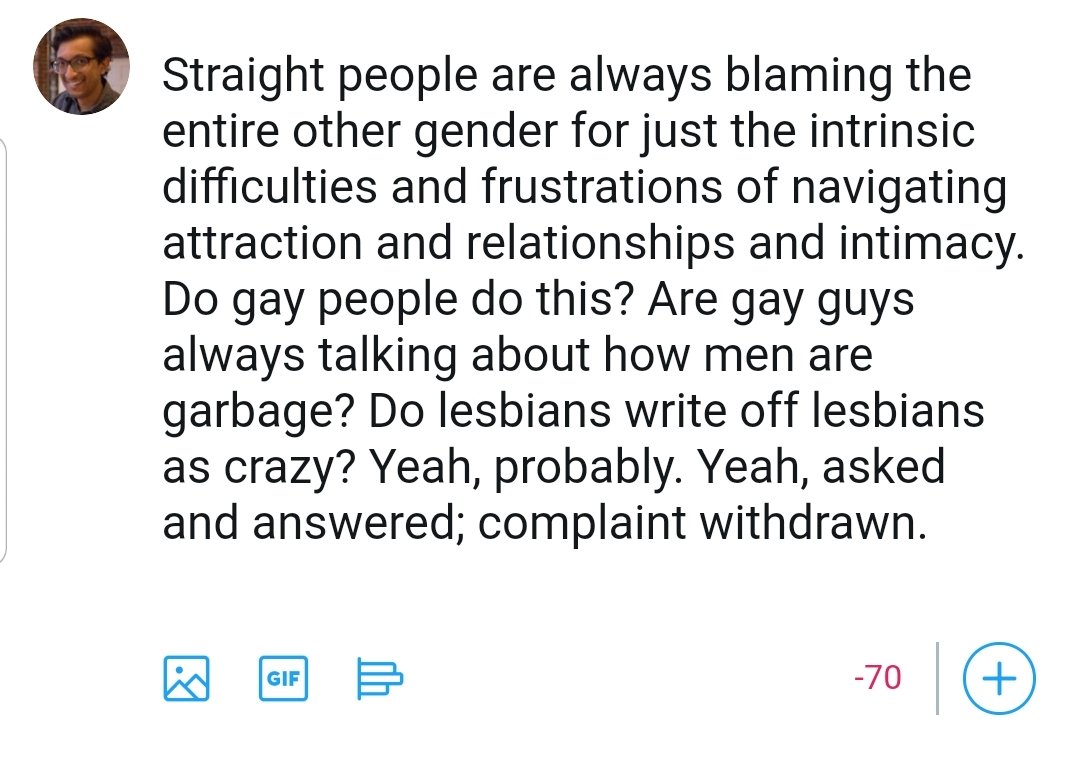 Straight people are always blaming the
entire other gender for just the intrinsic
difficulties and frustrations of navigating
attraction and relationships and intimacy.
Do gay people do this? Are gay guys
always talking about how men are
garbage? Do lesbians write off lesbians
as crazy? Yeah, probably. Yeah, asked
and answered; complaint withdrawn.
GIF
-70